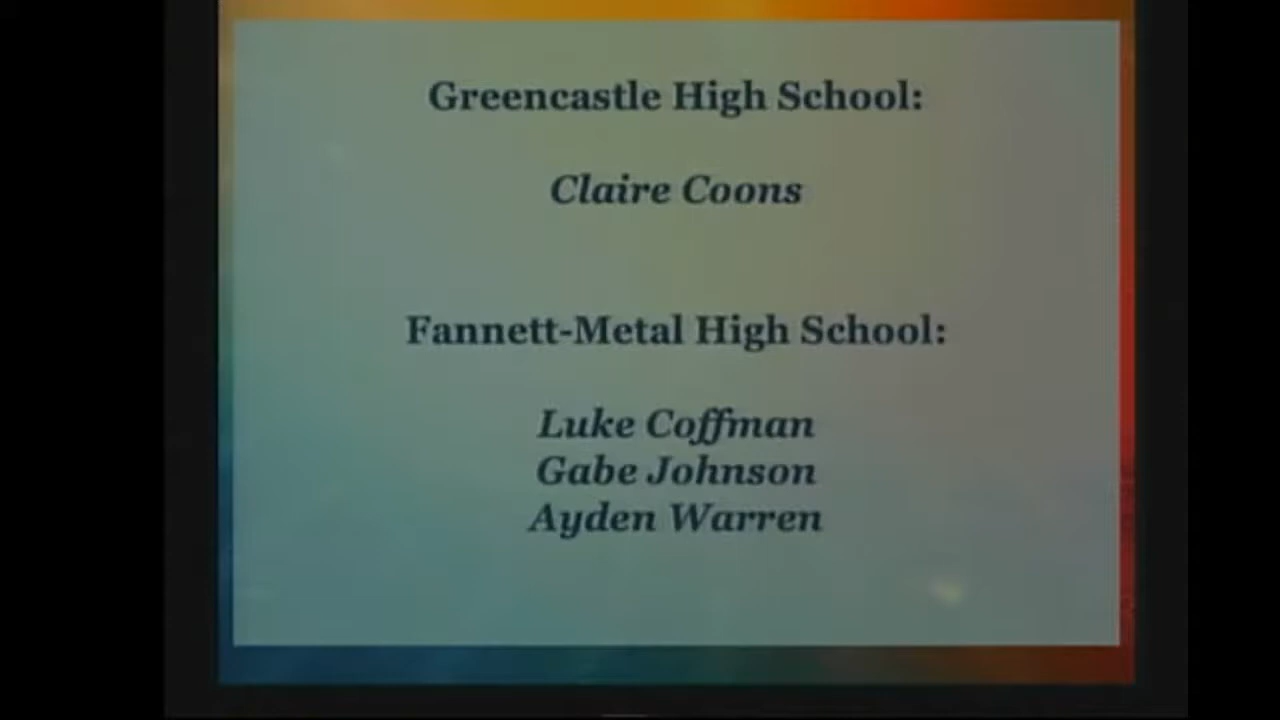 Greencastle High School:
Claire Coons
Fannett-Metal High School:
Luke Coffman
Gabe Johnson
Ayden Warren